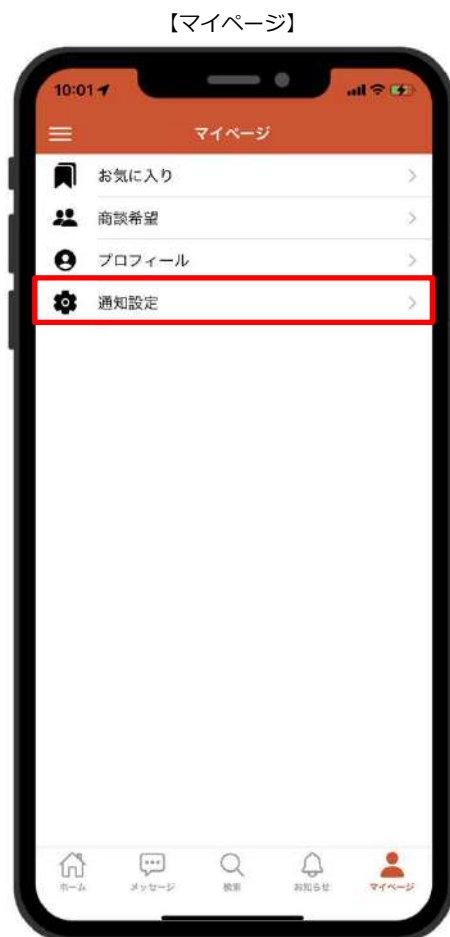 【マイページ】
10:01
マイページ
お気に入り
商談希望
プロフィール
通知設定
ホーム
メッセージ
検索
お知らせ
マイページ